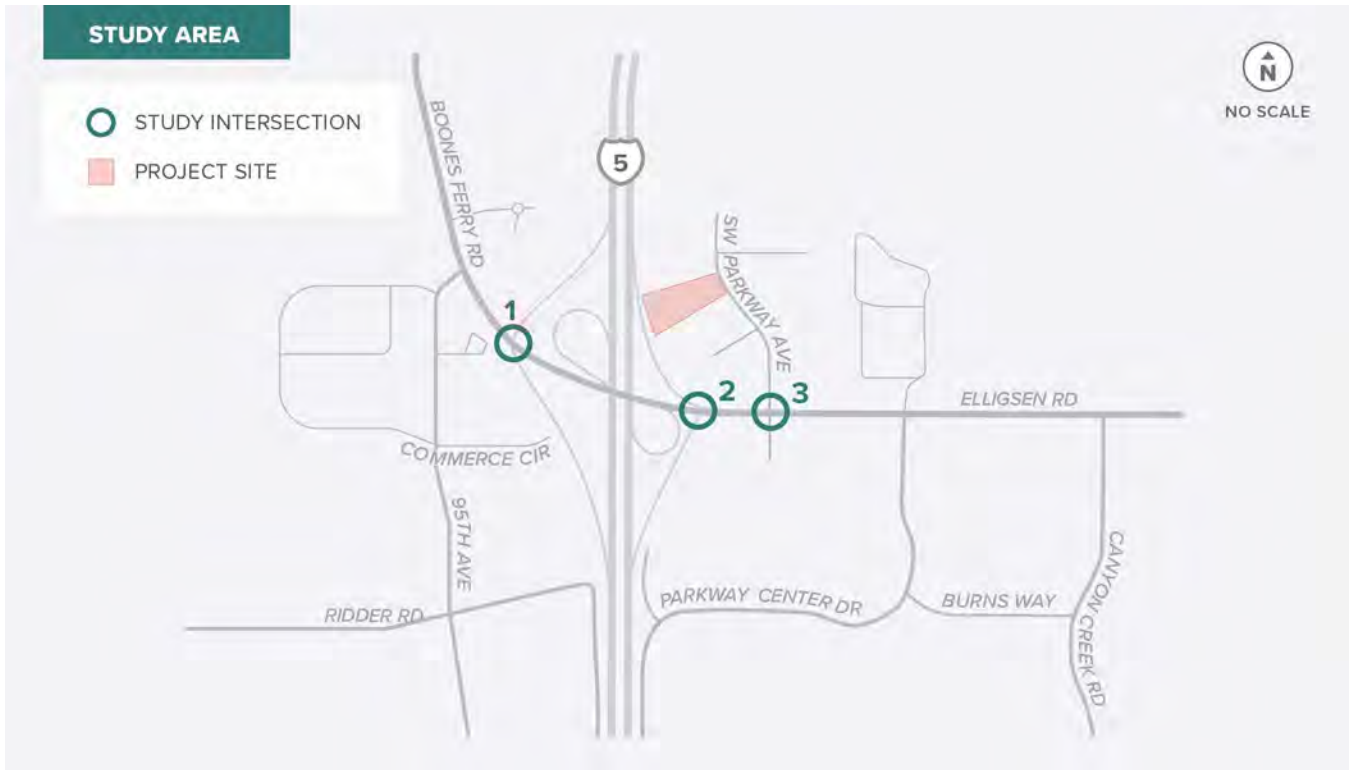 STUDY AREA
STUDY INTERSECTION
PROJECT SITE
N
NO SCALE
BOONES FERRY RD
5
SW PARKWAY AVE
1
2
3
ELLIGSEN RD
COMMERCE CIR
95TH AVE
RIDDER RD
PARKWAY CENTER DR
BURNS WAY
CANYON CREEK RD